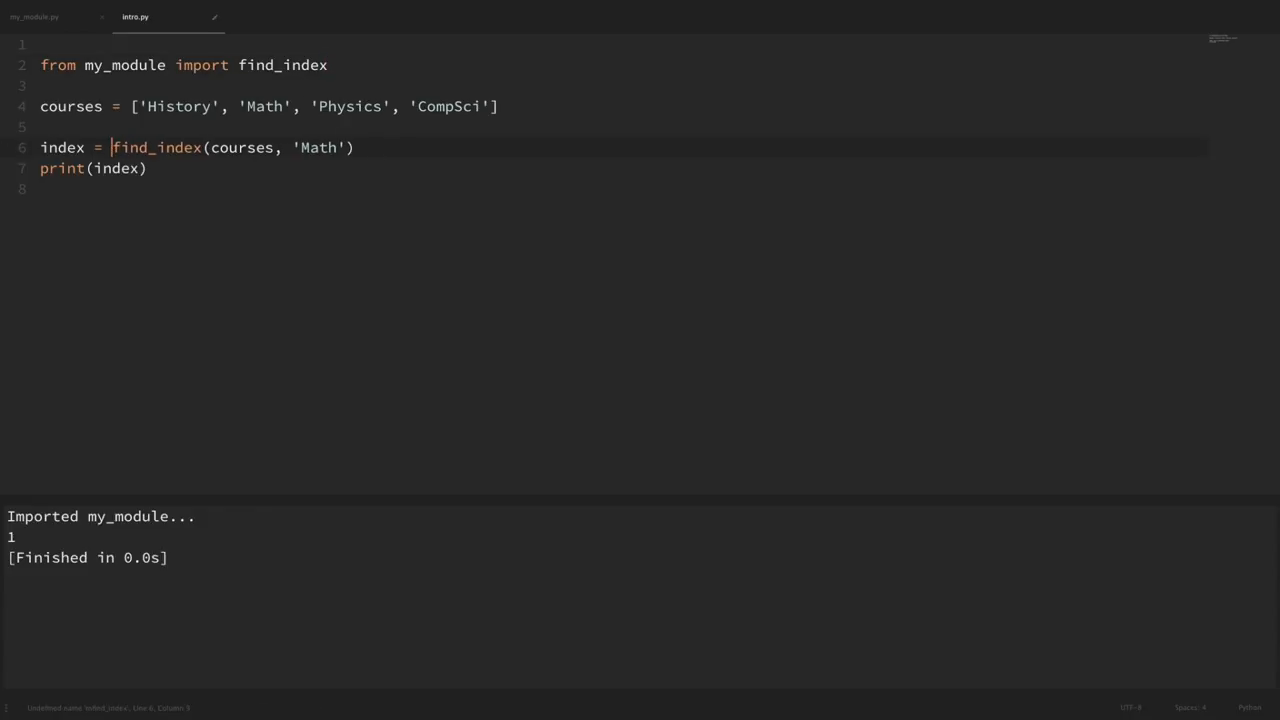 my_module.py × intro.py
1
2 from my_module import find_index
3
4 courses = ['History', 'Math', 'Physics', 'CompSci']
5
6 index = find_index(courses, 'Math')
7 print(index)
8
Imported my_module...
1
[Finished in 0.0s]
Line 6, Column 9 UTF-8 Spaces: 4 Python